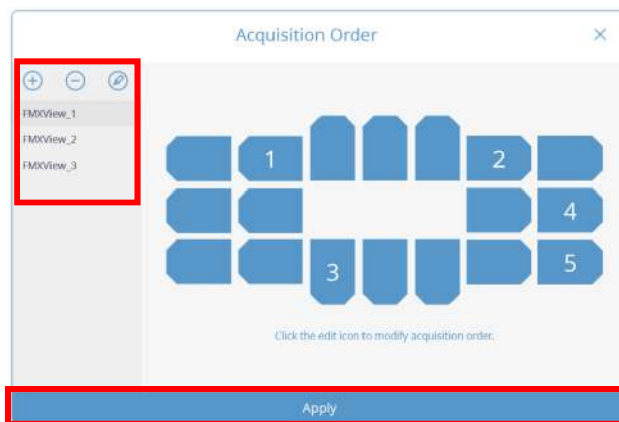 Acquisition Order
FMXView_1
FMXView_2
FMXView_3
1 2
4
3 5
Click the edit icon to modify acquisition order.
Apply